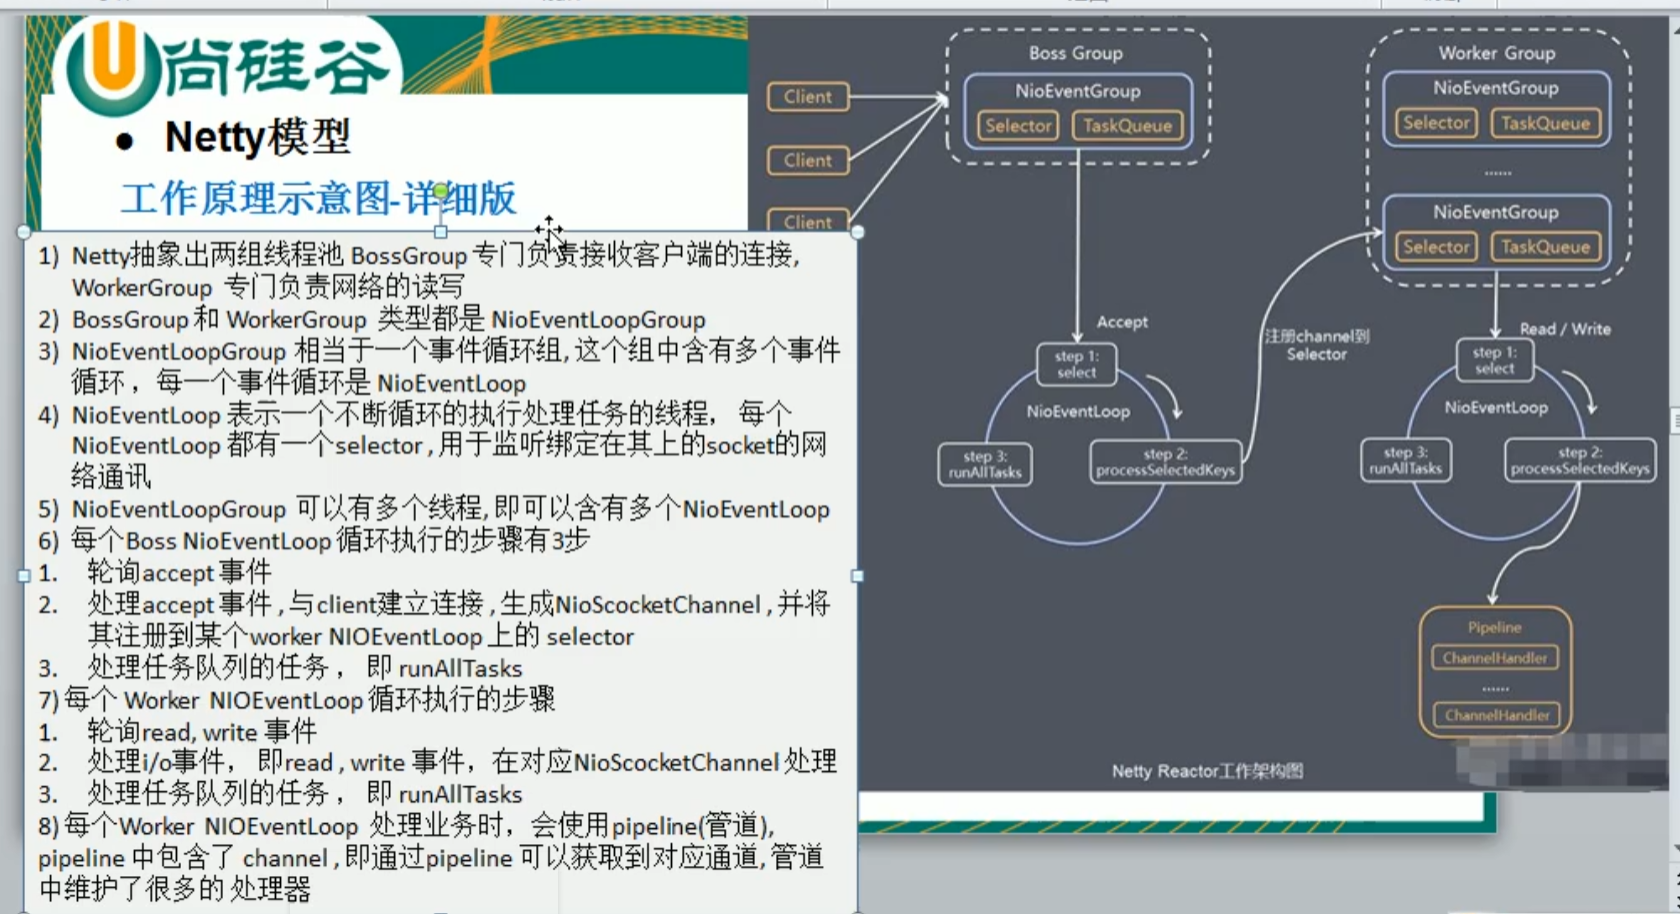 尚硅谷
● Netty模型
工作原理示意图-详细版
1) Netty抽象出两组线程池 BossGroup 专门负责接收客户端的连接,
WorkerGroup 专门负责网络的读写
2) BossGroup 和 WorkerGroup 类型都是 NioEventLoopGroup
3) NioEventLoopGroup 相当于一个事件循环组, 这个组中含有多个事件
循环 ，每一个事件循环是 NioEventLoop
4) NioEventLoop 表示一个不断循环的执行处理任务的线程， 每个
NioEventLoop 都有一个selector , 用于监听绑定在其上的socket的网
络通讯
5) NioEventLoopGroup 可以有多个线程, 即可以含有多个NioEventLoop
6) 每个Boss NioEventLoop 循环执行的步骤有3步
1. 轮询accept 事件
2. 处理accept 事件 , 与client建立连接 , 生成NioScocketChannel , 并将
其注册到某个worker NIOEventLoop 上的 selector
3. 处理任务队列的任务 ， 即 runAllTasks
7) 每个 Worker NIOEventLoop 循环执行的步骤
1. 轮询read, write 事件
2. 处理i/o事件， 即read , write 事件，在对应NioScocketChannel 处理
3. 处理任务队列的任务 ， 即 runAllTasks
8) 每个Worker NIOEventLoop 处理业务时，会使用pipeline(管道),
pipeline 中包含了 channel , 即通过pipeline 可以获取到对应通道, 管道
中维护了很多的 处理器
Client
Client
Client
Boss Group
NioEventGroup
Selector TaskQueue
Accept
step 1:
select
NioEventLoop
step 2:
processSelectedKeys
step 3:
runAllTasks
注册channel到
Selector
Worker Group
NioEventGroup
Selector TaskQueue
......
NioEventGroup
Selector TaskQueue
Read / Write
step 1:
select
NioEventLoop
step 2:
processSelectedKeys
step 3:
runAllTasks
Pipeline
ChannelHandler
......
ChannelHandler
Netty Reactor工作架构图